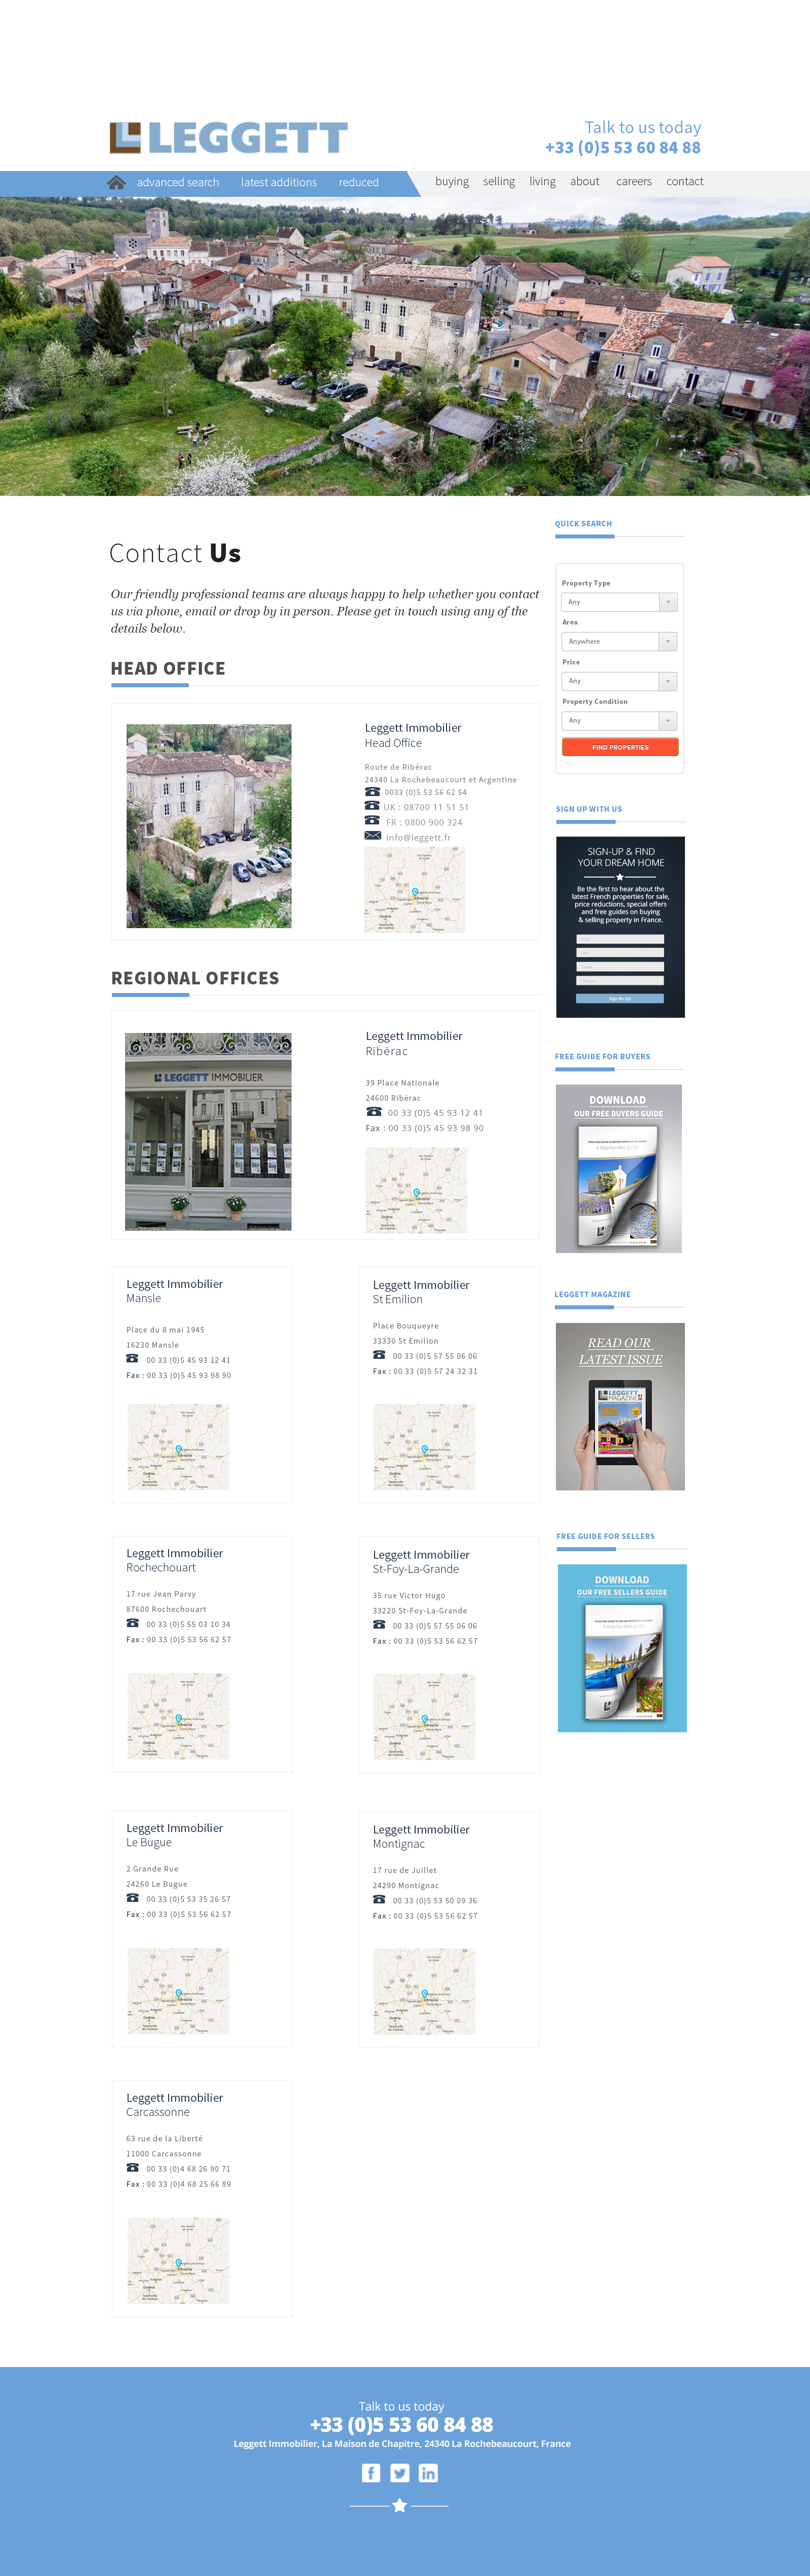 LEGGETT
Talk to us today
+33 (0)5 53 60 84 88
advanced search latest additions reduced
buying selling living about careers contact
Contact Us
Our friendly professional teams are always happy to help whether you contact
us via phone, email or drop by in person. Please get in touch using any of the
details below.
HEAD OFFICE
Leggett Immobilier
Head Office
Route de Ribérac
24340 La Rochebeaucourt et Argentine
0033 (0)5 53 56 62 54
UK : 08700 11 51 51
FR : 0800 900 324
info@leggett.fr
REGIONAL OFFICES
LEGGETT IMMOBILIER
Leggett Immobilier
Ribérac
39 Place Nationale
24600 Ribérac
00 33 (0)5 45 93 12 41
Fax : 00 33 (0)5 45 93 98 90
Leggett Immobilier
Mansle
Place du 8 mai 1945
16230 Mansle
00 33 (0)5 45 93 12 41
Fax : 00 33 (0)5 45 93 98 90
Leggett Immobilier
St Emilion
Place Bouqueyre
33330 St Emilion
00 33 (0)5 57 55 06 06
Fax : 00 33 (0)5 57 24 32 31
Leggett Immobilier
Rochechouart
17 rue Jean Parvy
87600 Rochechouart
00 33 (0)5 55 03 10 34
Fax : 00 33 (0)5 53 56 62 57
Leggett Immobilier
St-Foy-La-Grande
35 rue Victor Hugo
33220 St-Foy-La-Grande
00 33 (0)5 57 55 06 06
Fax : 00 33 (0)5 53 56 62 57
Leggett Immobilier
Le Bugue
2 Grande Rue
24260 Le Bugue
00 33 (0)5 53 35 26 57
Fax : 00 33 (0)5 53 56 62 57
Leggett Immobilier
Montignac
17 rue de Juillet
24290 Montignac
00 33 (0)5 53 50 09 36
Fax : 00 33 (0)5 53 56 62 57
Leggett Immobilier
Carcassonne
63 rue de la Liberté
11000 Carcassonne
00 33 (0)4 68 26 90 71
Fax : 00 33 (0)4 68 25 66 89
QUICK SEARCH
Property Type
Any
Area
Anywhere
Price
Any
Property Condition
Any
FIND PROPERTIES
SIGN UP WITH US
SIGN-UP & FIND
YOUR DREAM HOME
Be the first to hear about the
latest French properties for sale,
price reductions, special offers
and free guides on buying
& selling property in France.
Sign Me Up!
FREE GUIDE FOR BUYERS
DOWNLOAD
OUR FREE BUYERS GUIDE
A step-by-step guide
LEGGETT MAGAZINE
READ OUR
LATEST ISSUE
LEGGETT
MAGAZINE
FREE GUIDE FOR SELLERS
DOWNLOAD
OUR FREE SELLERS GUIDE
A step-by-step guide
Talk to us today
+33 (0)5 53 60 84 88
Leggett Immobilier, La Maison de Chapitre, 24340 La Rochebeaucourt, France